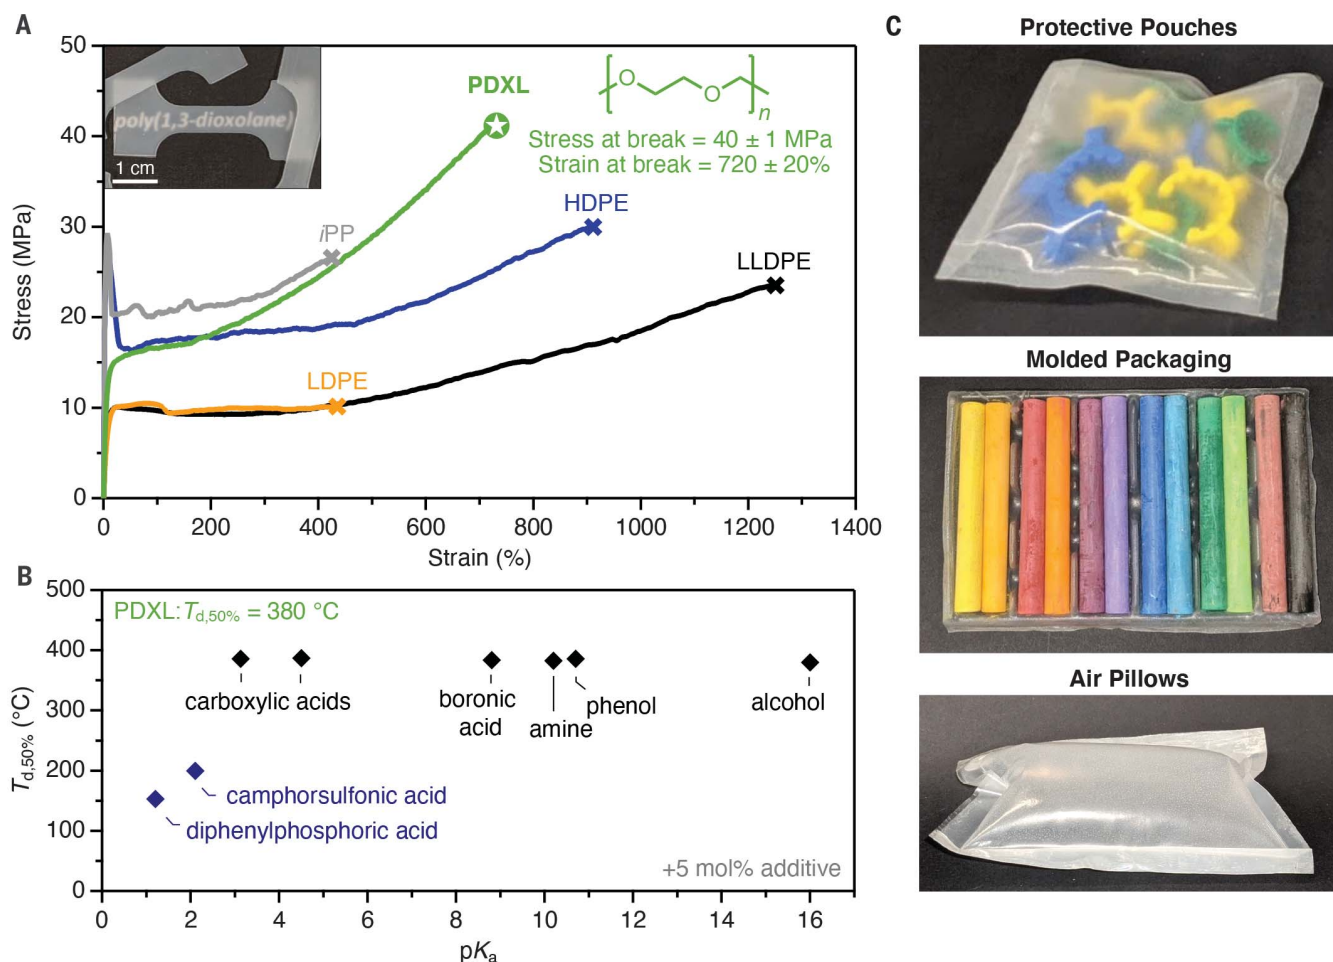 A
50
40
30
20
10
0
Stress (MPa)
poly(1,3-dioxolane)
1 cm
PDXL
O
O
n
Stress at break = 40 ± 1 MPa
Strain at break = 720 ± 20%
iPP
HDPE
LLDPE
LDPE
0 200 400 600 800 1000 1200 1400
Strain (%)
B
500
400
300
200
100
0
Td,50% (°C)
PDXL: Td,50% = 380 °C
carboxylic acids
boronic
acid
amine
phenol
alcohol
camphorsulfonic acid
diphenylphosphoric acid
+5 mol% additive
0 2 4 6 8 10 12 14 16
pKa
C
Protective Pouches
Molded Packaging
Air Pillows